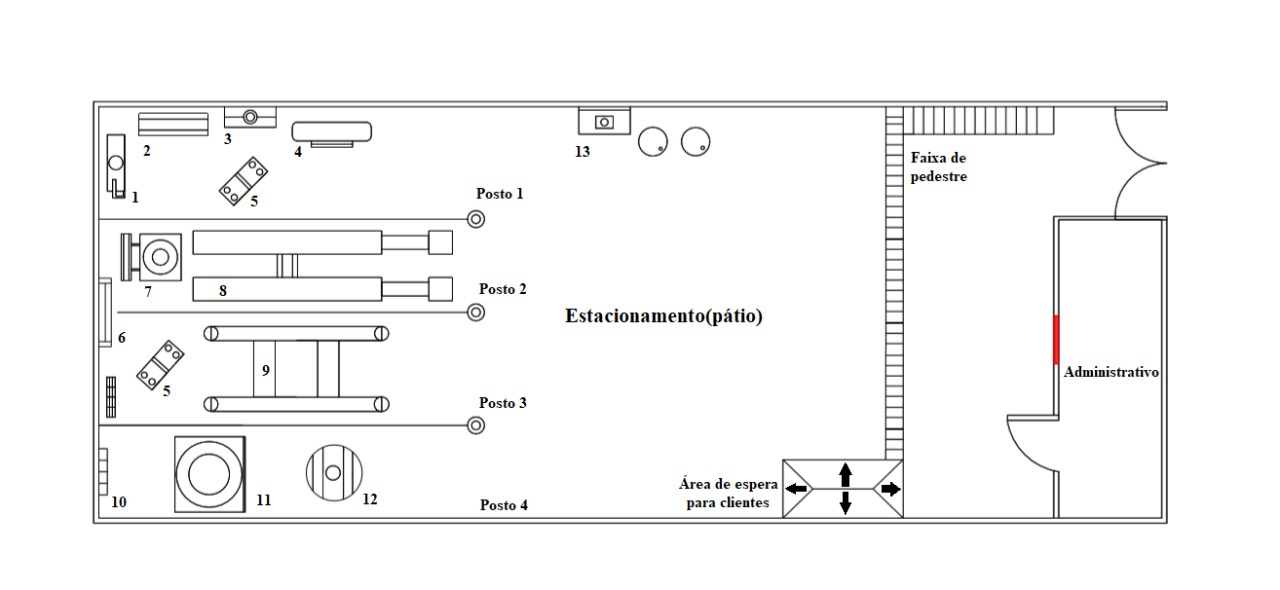 2
3
4
13
1
5
Posto 1
Faixa de
pedestre
7
8
Posto 2
6
Estacionamento(pátio)
9
5
Posto 3
Administrativo
10
11
12
Posto 4
Área de espera
para clientes